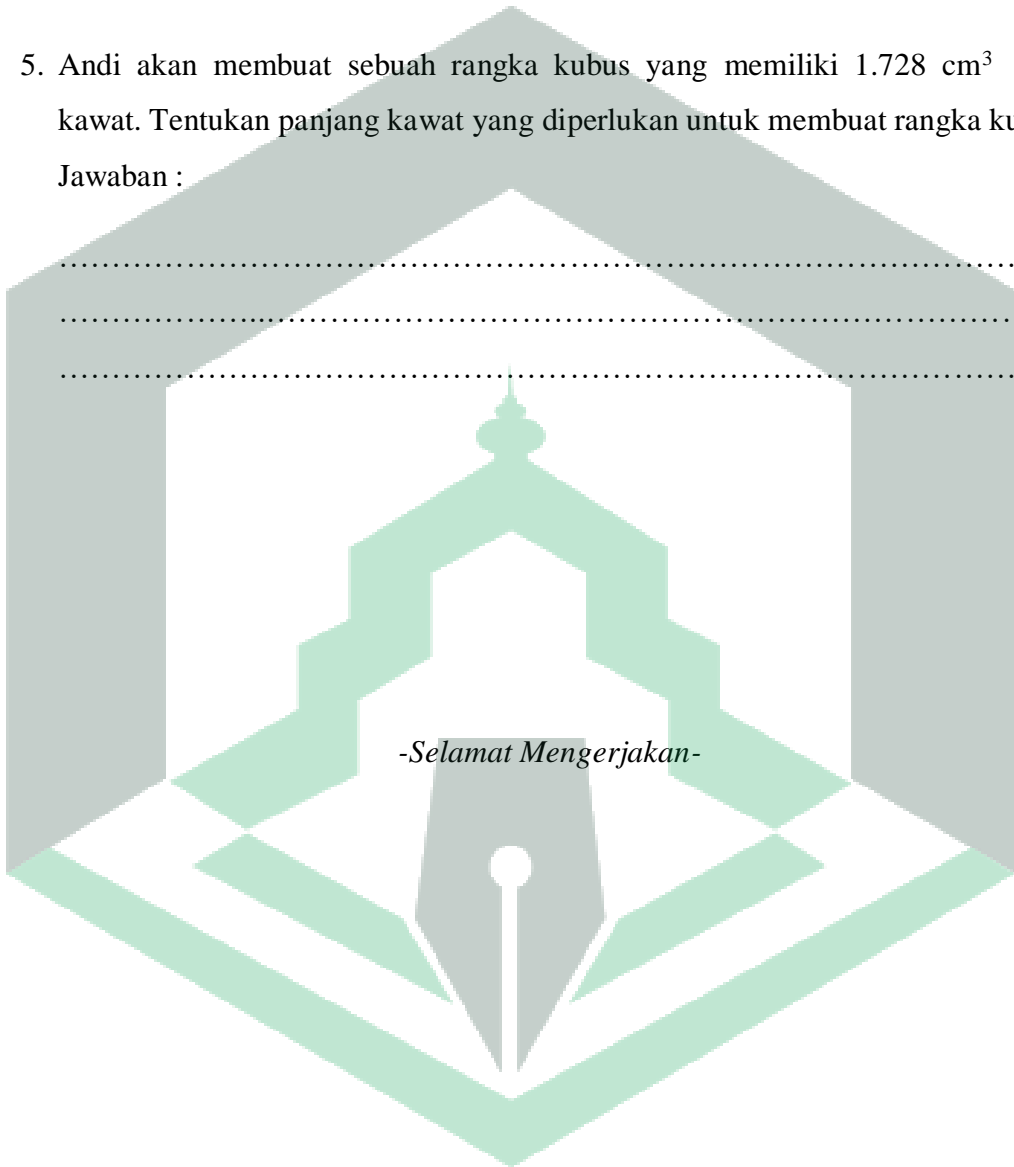 5. Andi akan membuat sebuah rangka kubus yang memiliki 1.728 cm³
kawat. Tentukan panjang kawat yang diperlukan untuk membuat rangka
Jawaban :
…………………………………………………………………………………
………………...………………………………………………………………
…………………………………………………………………………………
-Selamat Mengerjakan-